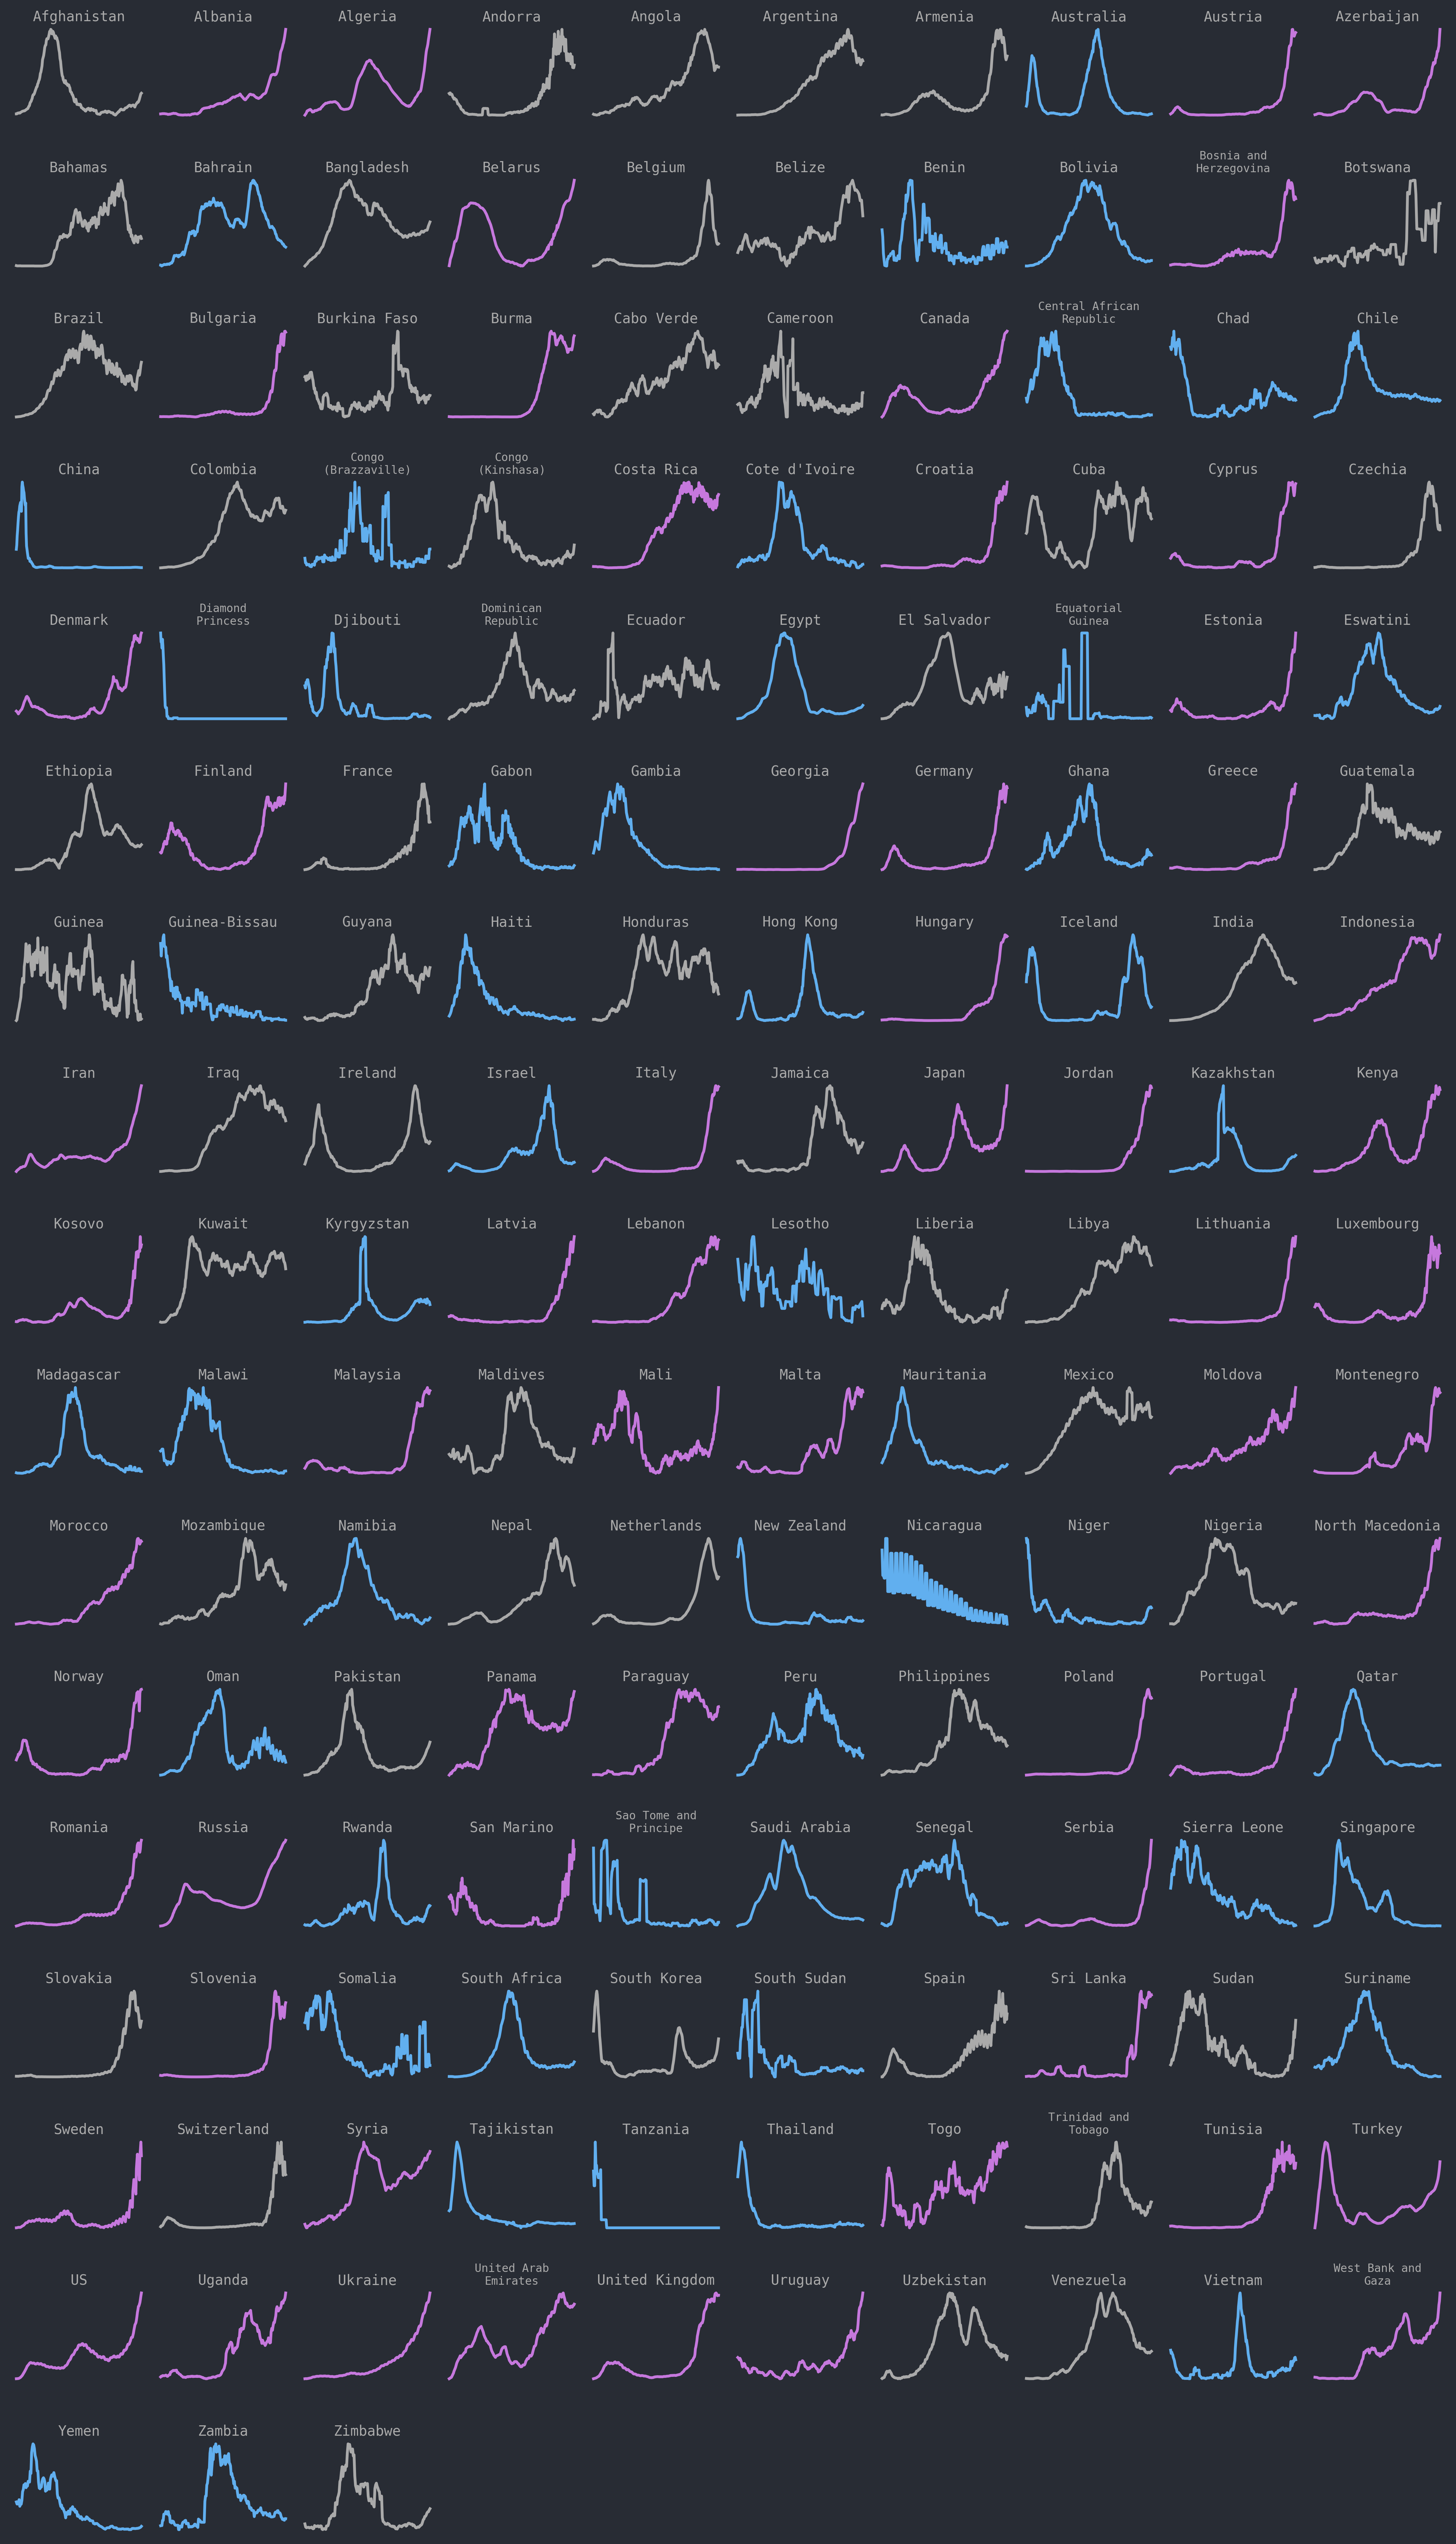 Afghanistan
Albania
Algeria
Andorra
Angola
Argentina
Armenia
Australia
Austria
Azerbaijan
Bahamas
Bahrain
Bangladesh
Belarus
Belgium
Belize
Benin
Bolivia
Bosnia and
Herzegovina
Botswana
Brazil
Bulgaria
Burkina Faso
Burma
Cabo Verde
Cameroon
Canada
Central African
Republic
Chad
Chile
China
Colombia
Congo
(Brazzaville)
Congo
(Kinshasa)
Costa Rica
Cote d'Ivoire
Croatia
Cuba
Cyprus
Czechia
Denmark
Diamond
Princess
Djibouti
Dominican
Republic
Ecuador
Egypt
El Salvador
Equatorial
Guinea
Estonia
Eswatini
Ethiopia
Finland
France
Gabon
Gambia
Georgia
Germany
Ghana
Greece
Guatemala
Guinea
Guinea-Bissau
Guyana
Haiti
Honduras
Hong Kong
Hungary
Iceland
India
Indonesia
Iran
Iraq
Ireland
Israel
Italy
Jamaica
Japan
Jordan
Kazakhstan
Kenya
Kosovo
Kuwait
Kyrgyzstan
Latvia
Lebanon
Lesotho
Liberia
Libya
Lithuania
Luxembourg
Madagascar
Malawi
Malaysia
Maldives
Mali
Malta
Mauritania
Mexico
Moldova
Montenegro
Morocco
Mozambique
Namibia
Nepal
Netherlands
New Zealand
Nicaragua
Niger
Nigeria
North Macedonia
Norway
Oman
Pakistan
Panama
Paraguay
Peru
Philippines
Poland
Portugal
Qatar
Romania
Russia
Rwanda
San Marino
Sao Tome and
Principe
Saudi Arabia
Senegal
Serbia
Sierra Leone
Singapore
Slovakia
Slovenia
Somalia
South Africa
South Korea
South Sudan
Spain
Sri Lanka
Sudan
Suriname
Sweden
Switzerland
Syria
Tajikistan
Tanzania
Thailand
Togo
Trinidad and
Tobago
Tunisia
Turkey
US
Uganda
Ukraine
United Arab
Emirates
United Kingdom
Uruguay
Uzbekistan
Venezuela
Vietnam
West Bank and
Gaza
Yemen
Zambia
Zimbabwe